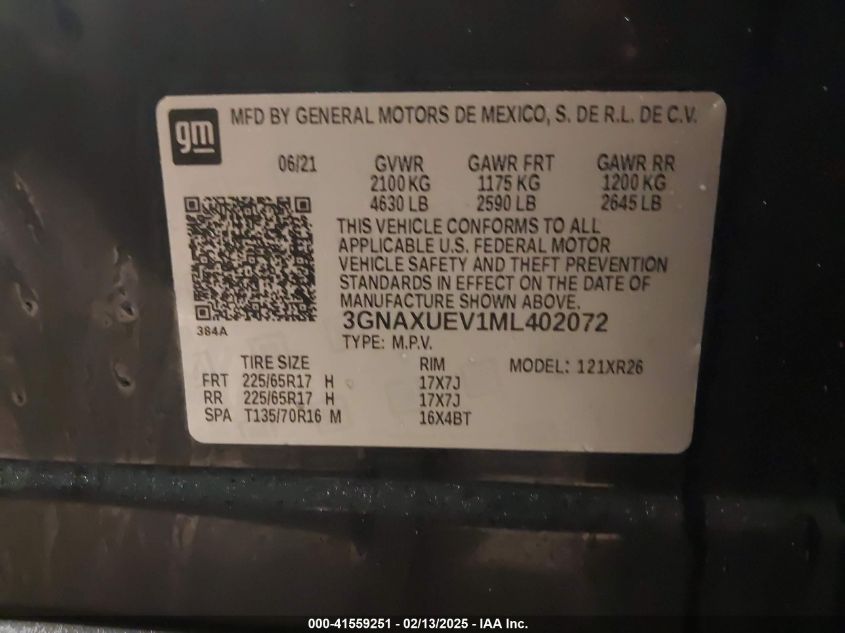 gm
MFD BY GENERAL MOTORS DE MEXICO, S. DE R.L. DE C.V.
06/21 GVWR GAWR FRT GAWR RR
2100 KG 1175 KG 1200 KG
4630 LB 2590 LB 2645 LB
THIS VEHICLE CONFORMS TO ALL
APPLICABLE U.S. FEDERAL MOTOR
VEHICLE SAFETY AND THEFT PREVENTION
STANDARDS IN EFFECT ON THE DATE OF
MANUFACTURE SHOWN ABOVE.
384A
3GNAXUEV1ML402072
TYPE: M.P.V.
TIRE SIZE RIM MODEL: 121XR26
FRT 225/65R17 H 17X7J
RR 225/65R17 H 17X7J
SPA T135/70R16 M 16X4BT
000-41559251 - 02/13/2025 - IAA Inc.